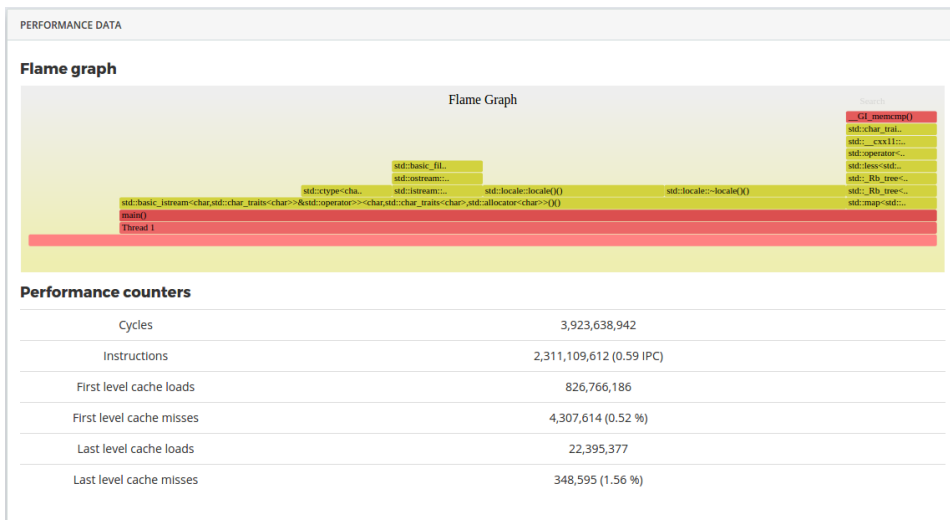 PERFORMANCE DATA
Flame graph
Flame Graph
Search
__GI_memcmp()
std::char_trai..
std::__cxx11::..
std::operator<..
std::basic_fil.. std::less<std:..
std::ostream::.. std::_Rb_tree<..
std::ctype<cha.. std::istream::.. std::locale::locale()() std::locale::~locale()() std::_Rb_tree<..
std::basic_istream<char,std::char_traits<char>>&std::operator>><char,std::char_traits<char>,std::allocator<char>>()() std::map<std::..
main()
Thread 1
Performance counters
Cycles 3,923,638,942
Instructions 2,311,109,612 (0.59 IPC)
First level cache loads 826,766,186
First level cache misses 4,307,614 (0.52 %)
Last level cache loads 22,395,377
Last level cache misses 348,595 (1.56 %)